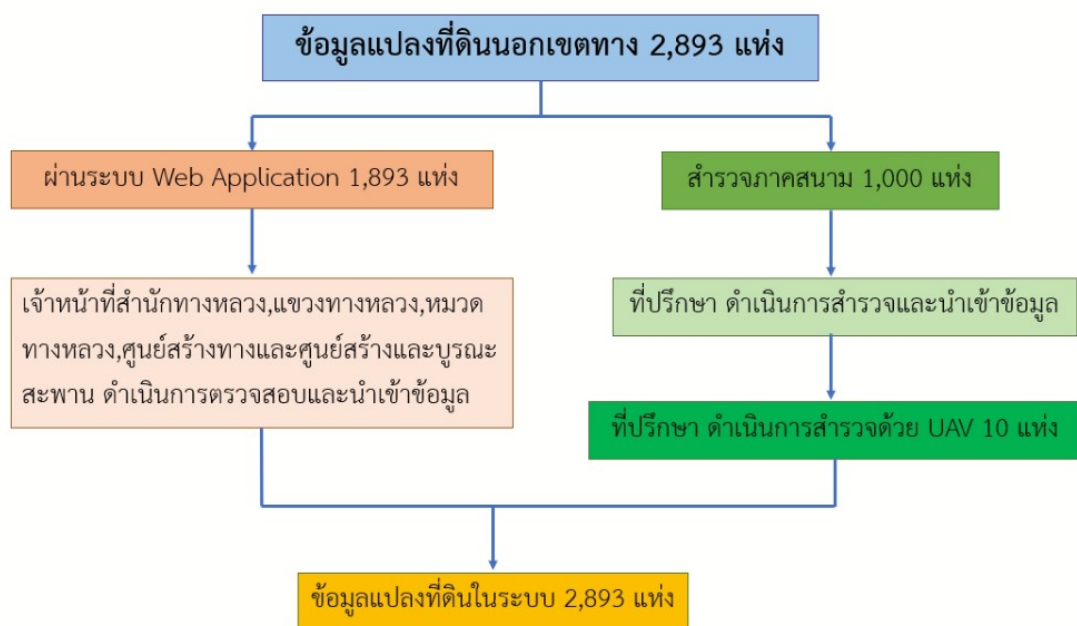 ข้อมูลแปลงที่ดินนอกเขตทาง 2,893 แห่ง
ผ่านระบบ Web Application 1,893 แห่ง
สำรวจภาคสนาม 1,000 แห่ง
เจ้าหน้าที่สำนักทางหลวง,แขวงทางหลวง,หมวด
ทางหลวง,ศูนย์สร้างทางและศูนย์สร้างและบูรณะ
สะพาน ดำเนินการตรวจสอบและนำเข้าข้อมูล
ที่ปรึกษา ดำเนินการสำรวจและนำเข้าข้อมูล
ที่ปรึกษา ดำเนินการสำรวจด้วย UAV 10 แห่ง
ข้อมูลแปลงที่ดินในระบบ 2,893 แห่ง